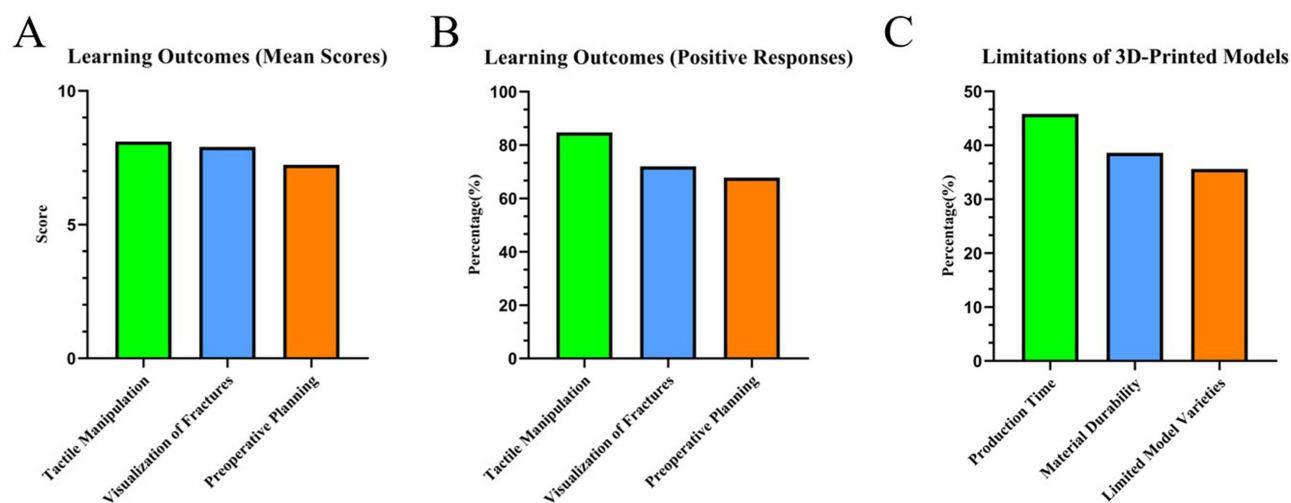 A
Learning Outcomes (Mean Scores)
10
5
0
Score
Tactile Manipulation
Visualization of Fractures
Preoperative Planning
B
Learning Outcomes (Positive Responses)
100
80
60
40
20
0
Percentage(%)
Tactile Manipulation
Visualization of Fractures
Preoperative Planning
C
Limitations of 3D-Printed Models
50
40
30
20
10
0
Percentage(%)
Production Time
Material Durability
Limited Model Varieties